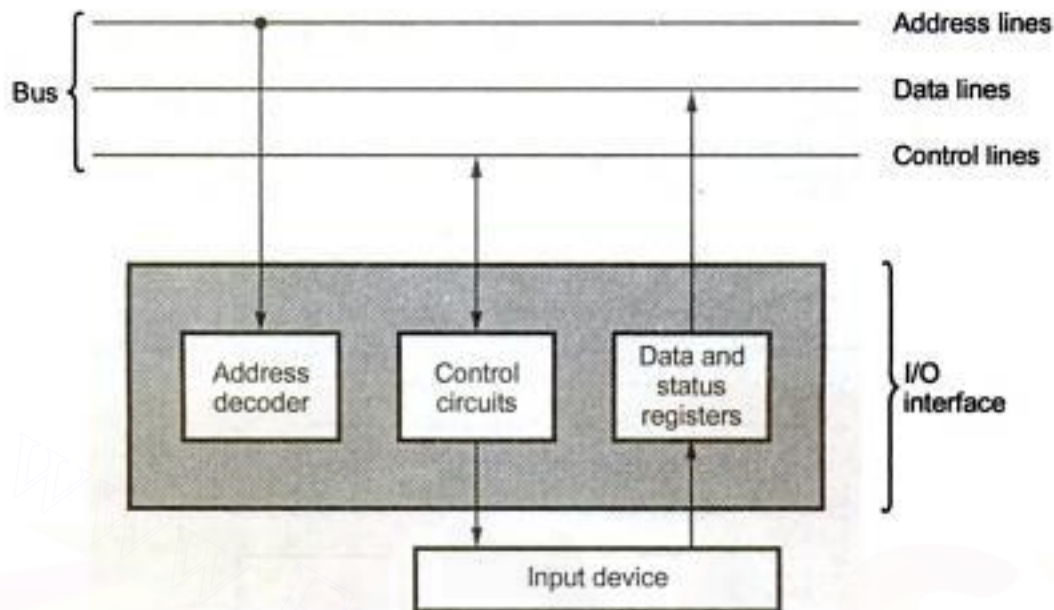 Address lines
Bus
Data lines
Control lines
Address
decoder
Control
circuits
Data and
status
registers
I/O
interface
Input device